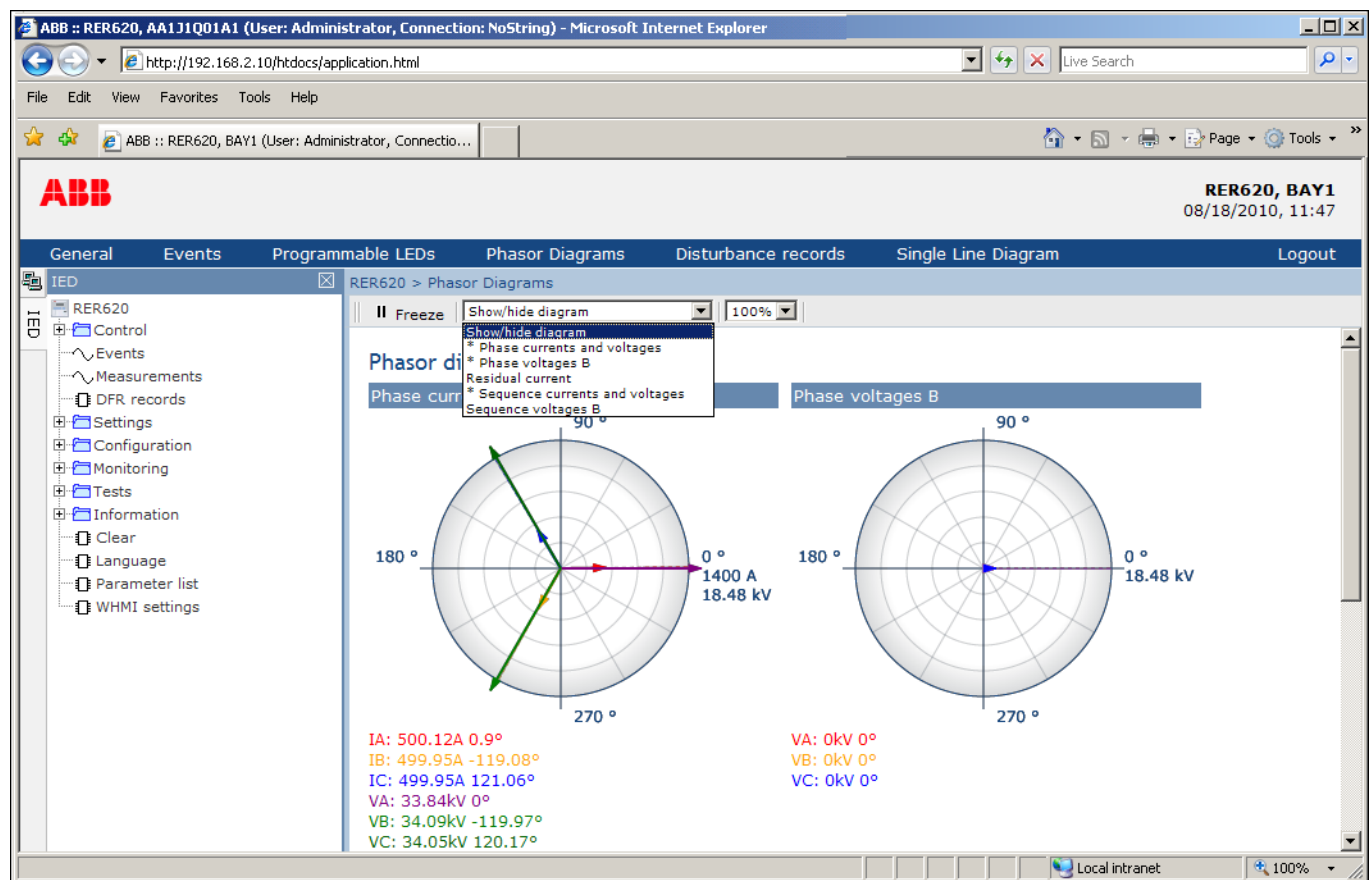 ABB :: RER620, AA1J1Q01A1 (User: Administrator, Connection: NoString) - Microsoft Internet Explorer
http://192.168.2.10/htdocs/application.html
Live Search
File Edit View Favorites Tools Help
ABB :: RER620, BAY1 (User: Administrator, Connectio...
Page Tools »
ABB
RER620, BAY1
08/18/2010, 11:47
General Events Programmable LEDs Phasor Diagrams Disturbance records Single Line Diagram Logout
IED
IED
RER620
Control
Events
Measurements
DFR records
Settings
Configuration
Monitoring
Tests
Information
Clear
Language
Parameter list
WHMI settings
RER620 > Phasor Diagrams
Freeze Show/hide diagram 100%
Show/hide diagram
* Phase currents and voltages
* Phase voltages B
Residual current
* Sequence currents and voltages
Sequence voltages B
Phasor di
Phase curr
90 °
180 °
0 °
1400 A
18.48 kV
270 °
IA: 500.12A 0.9°
IB: 499.95A -119.08°
IC: 499.95A 121.06°
VA: 33.84kV 0°
VB: 34.09kV -119.97°
VC: 34.05kV 120.17°
Phase voltages B
90 °
180 °
0 °
18.48 kV
270 °
VA: 0kV 0°
VB: 0kV 0°
VC: 0kV 0°
Local intranet 100%